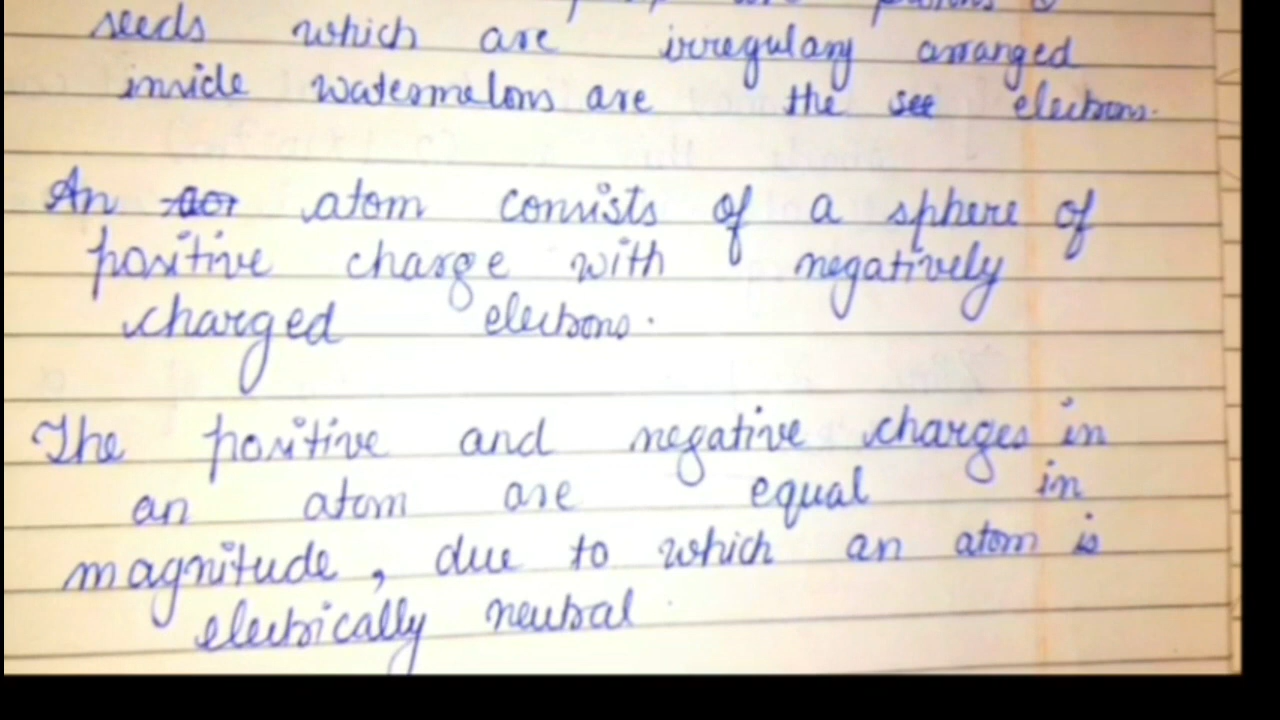 seeds which are irregulary arranged
inside watermelons are the see electrons.
An aor atom consists of a sphere of
positive charge with negatively
charged electrons.
The positive and negative charges in
an atom are equal in
magnitude, due to which an atom is
electrically neutral